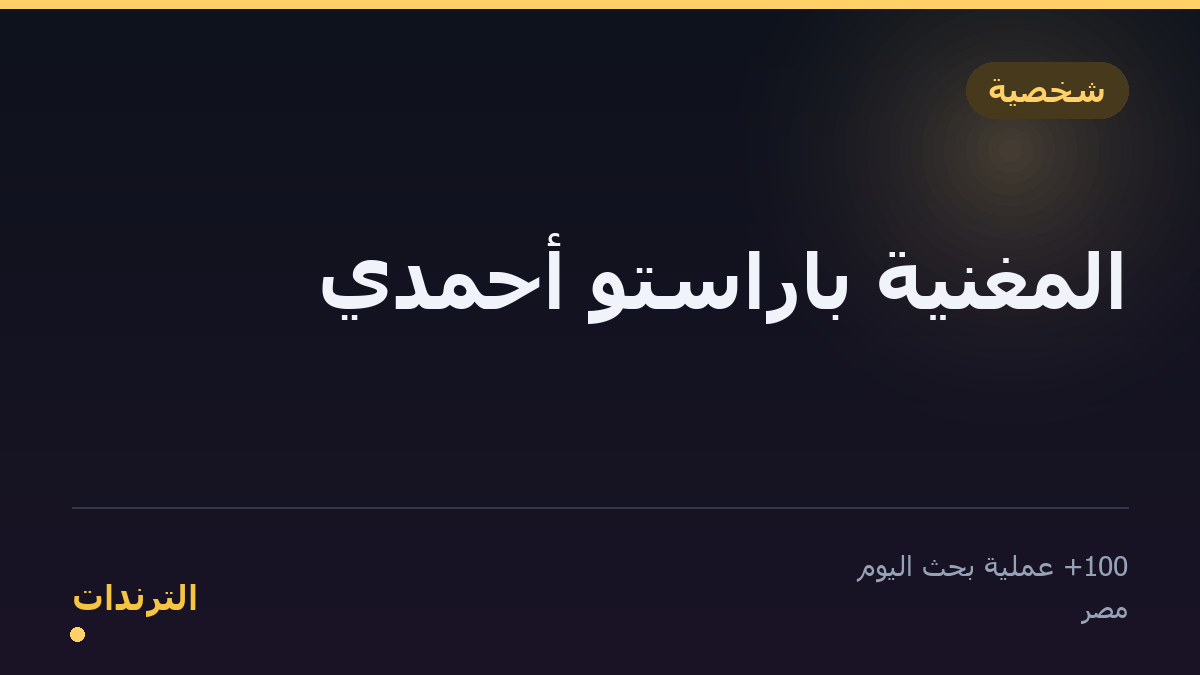 شخصية
المغنية باراستو أحمدي
+100 عملية بحث اليوم
مصر
الترندات